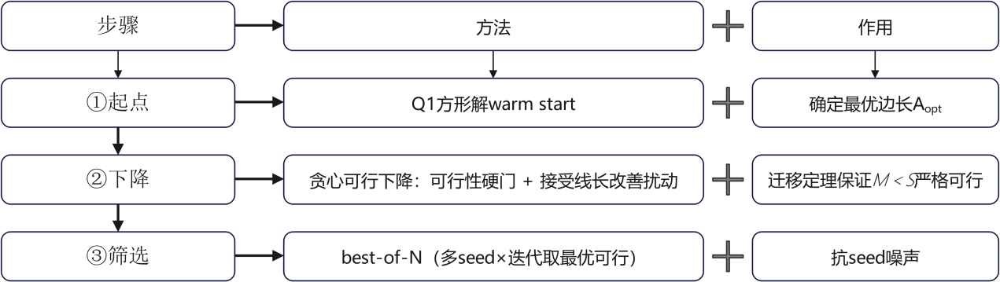 步骤
方法
作用
①起点
Q1方形解warm start
确定最优边长Aopt
②下降
贪心可行下降：可行性硬门 + 接受线长改善扰动
迁移定理保证M < S严格可行
③筛选
best-of-N（多seed×迭代取最优可行）
抗seed噪声